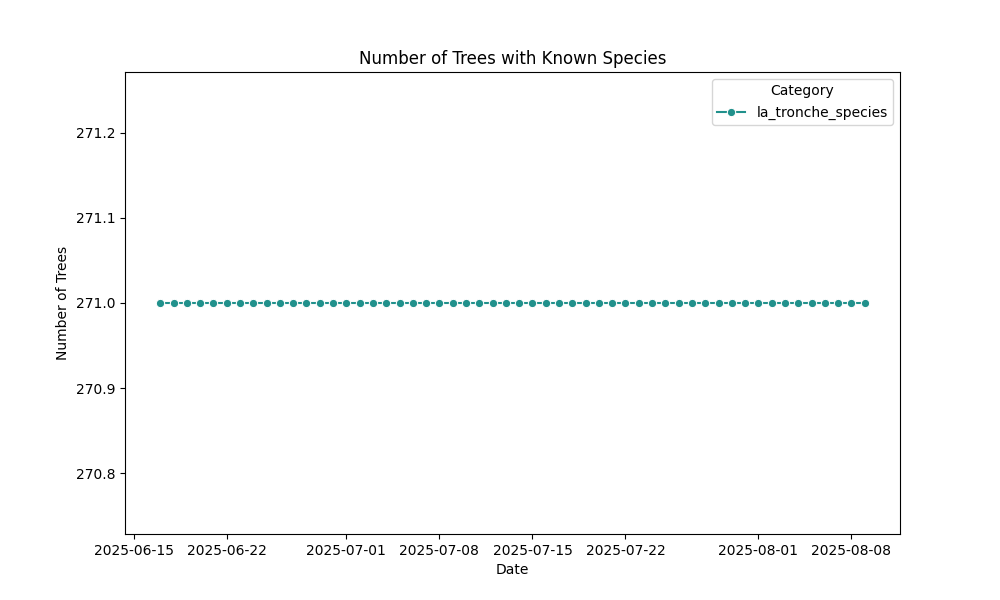 Number of Trees with Known Species
Category
la_tronche_species
Number of Trees
271.2
271.1
271.0
270.9
270.8
2025-06-15 2025-06-22 2025-07-01 2025-07-08 2025-07-15 2025-07-22 2025-08-01 2025-08-08
Date